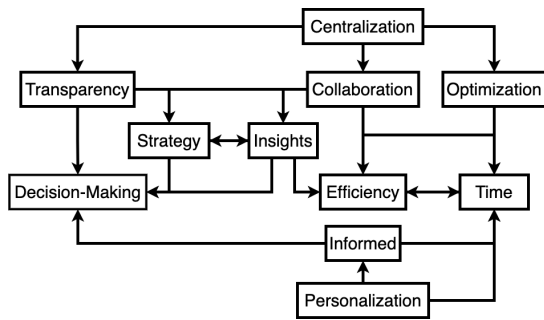 Centralization
Transparency
Collaboration
Optimization
Strategy
Insights
Decision-Making
Efficiency
Time
Informed
Personalization